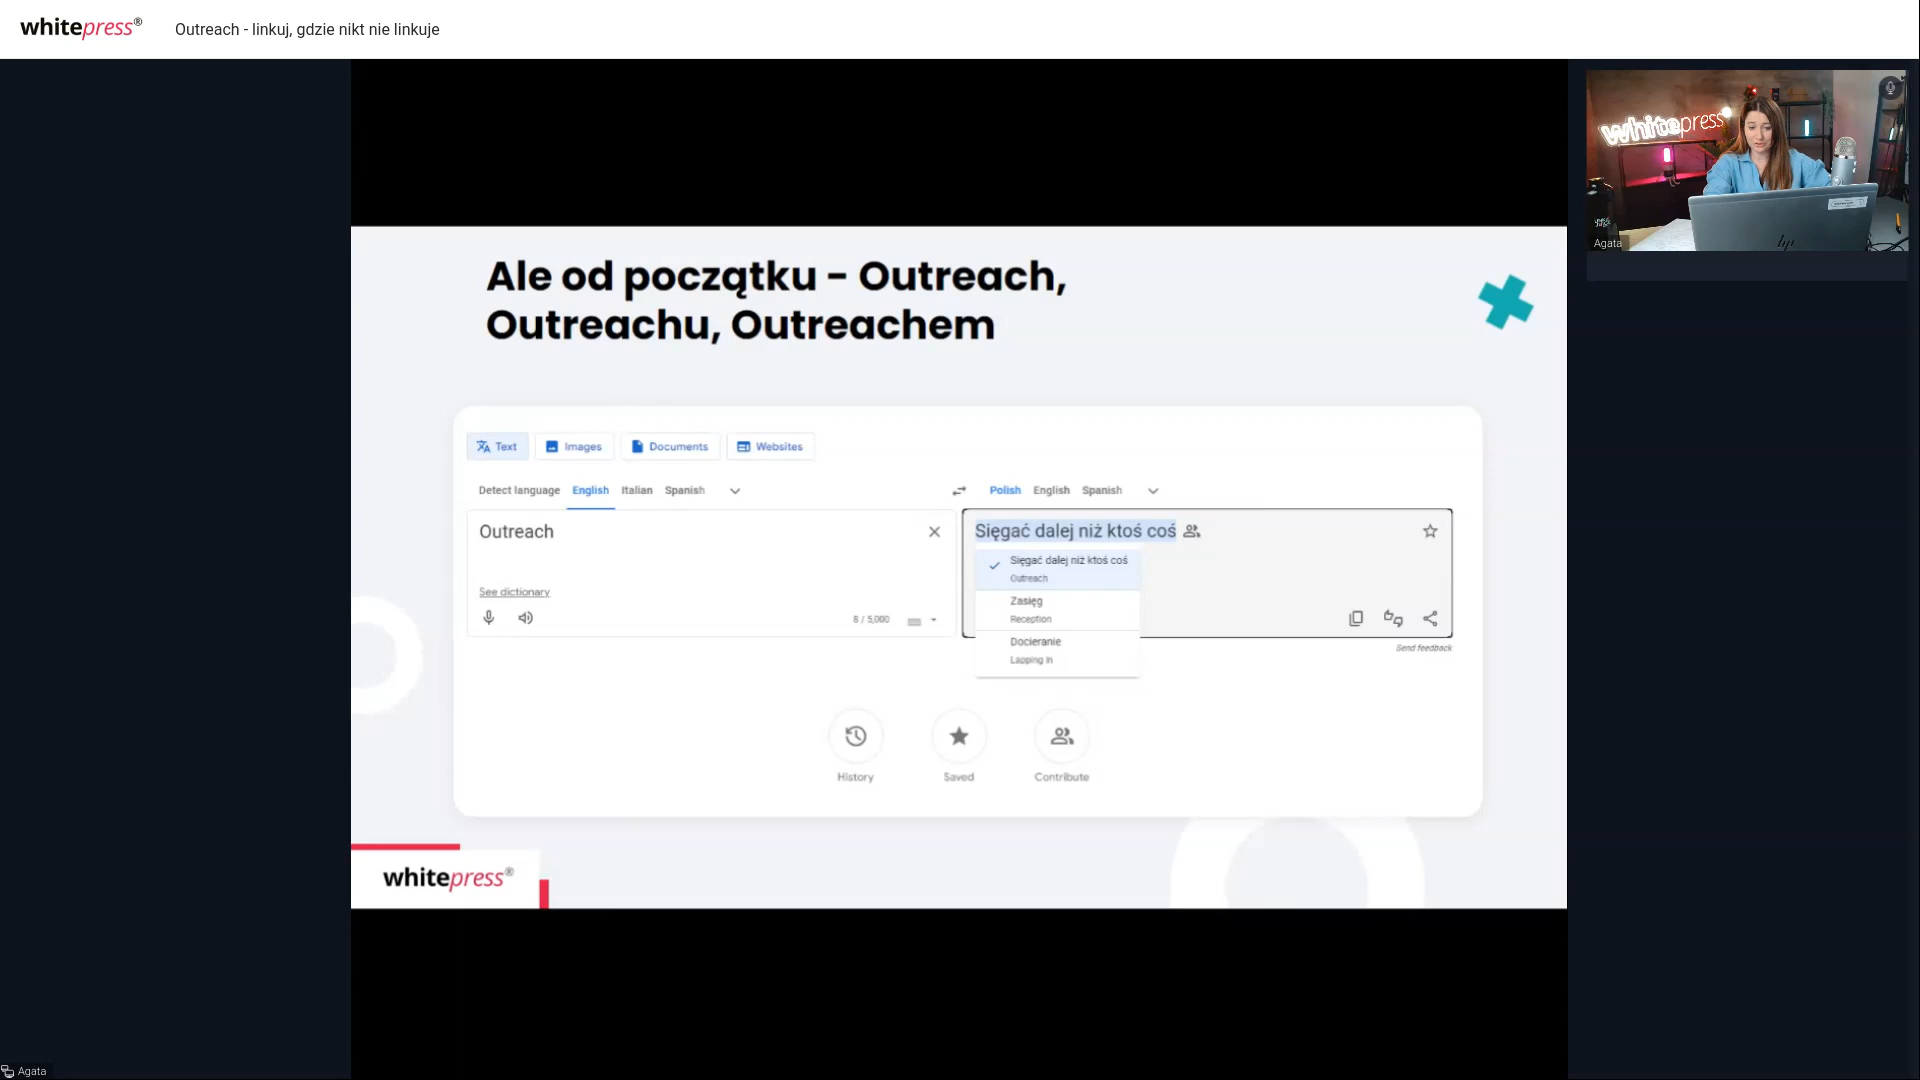 whitepress®
Outreach - linkuj, gdzie nikt nie linkuje
whitepress
Agata
hp
Ale od początku - Outreach,
Outreachu, Outreachem
Text
Images
Documents
Websites
Detect language
English
Italian
Spanish
Polish
English
Spanish
Outreach
Sięgać dalej niż ktoś coś
Sięgać dalej niż ktoś coś
Outreach
Zasięg
Reception
Docieranie
Lapping in
See dictionary
8 / 5,000
Send feedback
History
Saved
Contribute
whitepress®
Agata